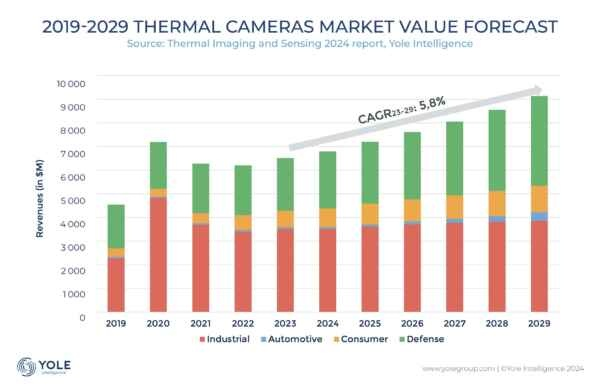 2019-2029 THERMAL CAMERAS MARKET VALUE FORECAST
Source: Thermal Imaging and Sensing 2024 report, Yole Intelligence
Revenues (in $M)
10 000
9 000
8 000
7 000
6 000
5 000
4 000
3 000
2 000
1 000
0
CAGR23-29: 5,8%
2019 2020 2021 2022 2023 2024 2025 2026 2027 2028 2029
Industrial Automotive Consumer Defense
YOLE
Intelligence
www.yolegroup.com | ©Yole Intelligence 2024